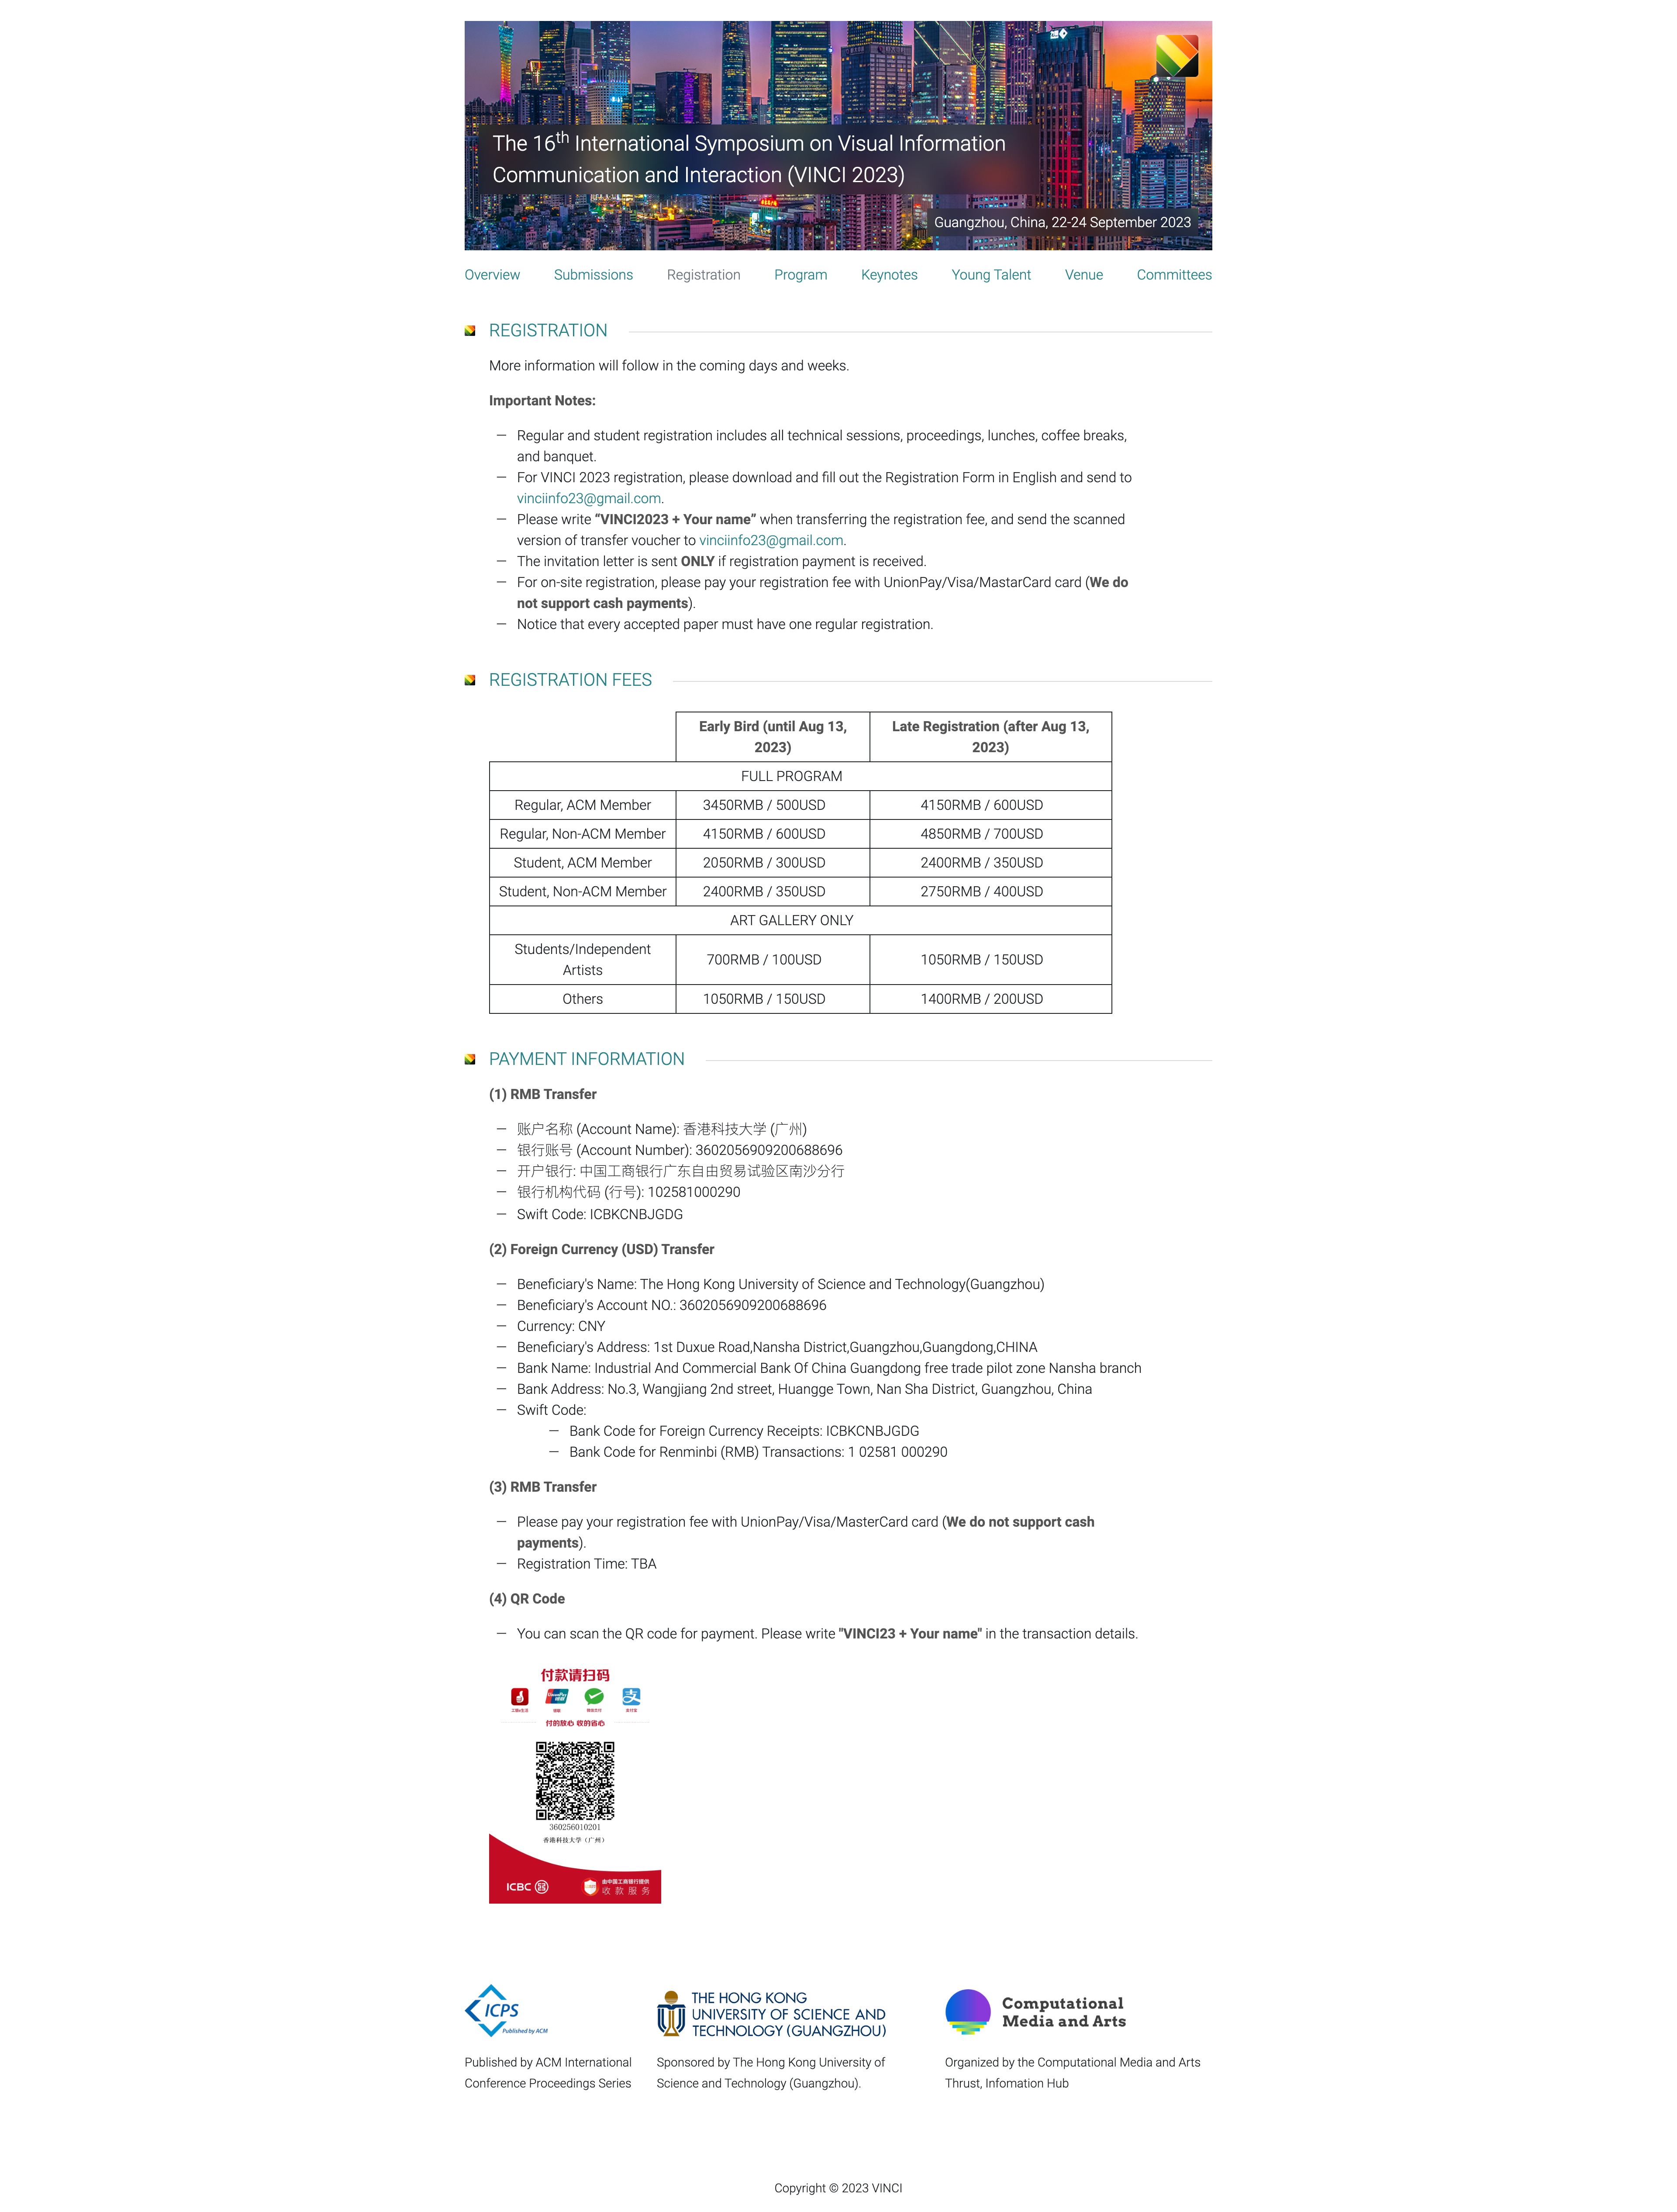 The 16th International Symposium on Visual Information
Communication and Interaction (VINCI 2023)
Guangzhou, China, 22-24 September 2023
Overview Submissions Registration Program Keynotes Young Talent Venue Committees
REGISTRATION
More information will follow in the coming days and weeks.
Important Notes:
— Regular and student registration includes all technical sessions, proceedings, lunches, coffee breaks,
and banquet.
— For VINCI 2023 registration, please download and fill out the Registration Form in English and send to
vinciinfo23@gmail.com.
— Please write “VINCI2023 + Your name” when transferring the registration fee, and send the scanned
version of transfer voucher to vinciinfo23@gmail.com.
— The invitation letter is sent ONLY if registration payment is received.
— For on-site registration, please pay your registration fee with UnionPay/Visa/MastarCard card (We do
not support cash payments).
— Notice that every accepted paper must have one regular registration.
REGISTRATION FEES
Early Bird (until Aug 13,
2023)
Late Registration (after Aug 13,
2023)
FULL PROGRAM
Regular, ACM Member 3450RMB / 500USD 4150RMB / 600USD
Regular, Non-ACM Member 4150RMB / 600USD 4850RMB / 700USD
Student, ACM Member 2050RMB / 300USD 2400RMB / 350USD
Student, Non-ACM Member 2400RMB / 350USD 2750RMB / 400USD
ART GALLERY ONLY
Students/Independent
Artists
700RMB / 100USD 1050RMB / 150USD
Others 1050RMB / 150USD 1400RMB / 200USD
PAYMENT INFORMATION
(1) RMB Transfer
— 账户名称 (Account Name): 香港科技大学 (广州)
— 银行账号 (Account Number): 3602056909200688696
— 开户银行: 中国工商银行广东自由贸易试验区南沙分行
— 银行机构代码 (行号): 102581000290
— Swift Code: ICBKCNBJGDG
(2) Foreign Currency (USD) Transfer
— Beneficiary's Name: The Hong Kong University of Science and Technology(Guangzhou)
— Beneficiary's Account NO.: 3602056909200688696
— Currency: CNY
— Beneficiary's Address: 1st Duxue Road,Nansha District,Guangzhou,Guangdong,CHINA
— Bank Name: Industrial And Commercial Bank Of China Guangdong free trade pilot zone Nansha branch
— Bank Address: No.3, Wangjiang 2nd street, Huangge Town, Nan Sha District, Guangzhou, China
— Swift Code:
— Bank Code for Foreign Currency Receipts: ICBKCNBJGDG
— Bank Code for Renminbi (RMB) Transactions: 1 02581 000290
(3) RMB Transfer
— Please pay your registration fee with UnionPay/Visa/MasterCard card (We do not support cash
payments).
— Registration Time: TBA
(4) QR Code
— You can scan the QR code for payment. Please write "VINCI23 + Your name" in the transaction details.
付款请扫码
付的放心 收的省心
360256010201
香港科技大学（广州）
ICBC
由中国工商银行提供
收款服务
ICPS
Published by ACM
THE HONG KONG
UNIVERSITY OF SCIENCE AND
TECHNOLOGY (GUANGZHOU)
Computational
Media and Arts
Published by ACM International
Conference Proceedings Series
Sponsored by The Hong Kong University of
Science and Technology (Guangzhou).
Organized by the Computational Media and Arts
Thrust, Infomation Hub
Copyright © 2023 VINCI